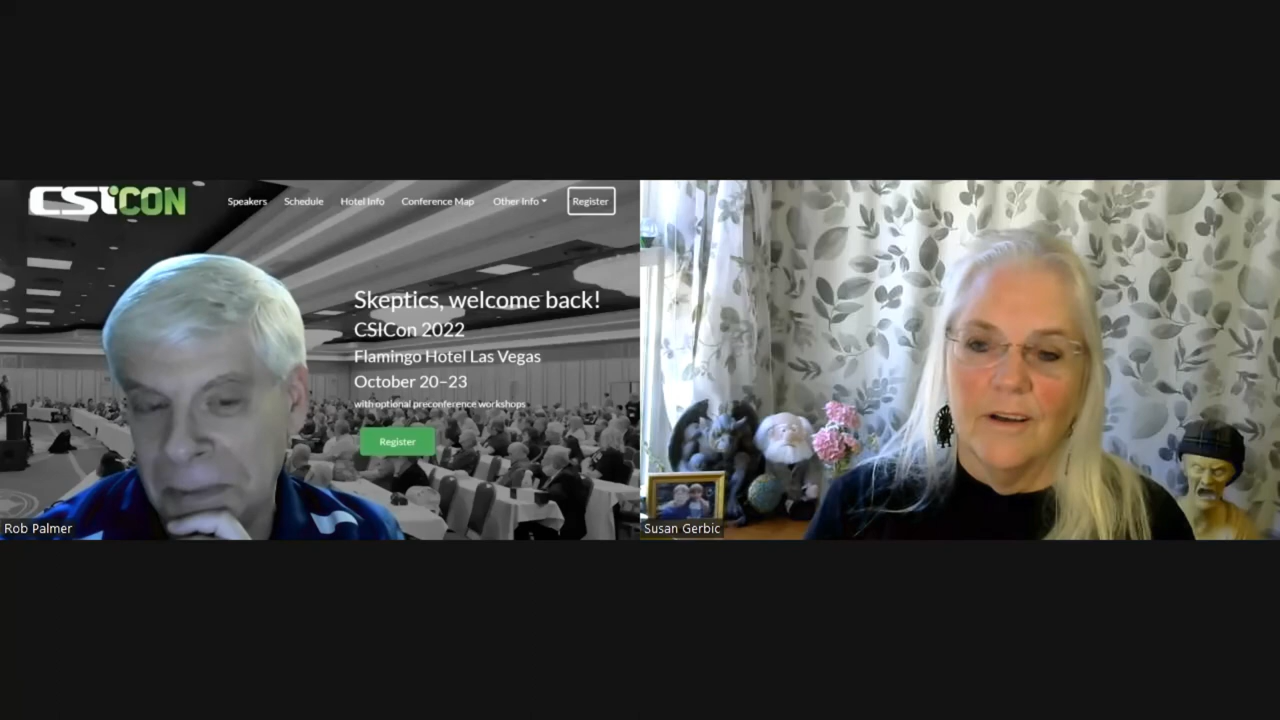 CSICON
Speakers Schedule Hotel Info Conference Map Other Info Register
Skeptics, welcome back!
CSICon 2022
Flamingo Hotel Las Vegas
October 20–23
with optional preconference workshops
Register
Rob Palmer
Susan Gerbic